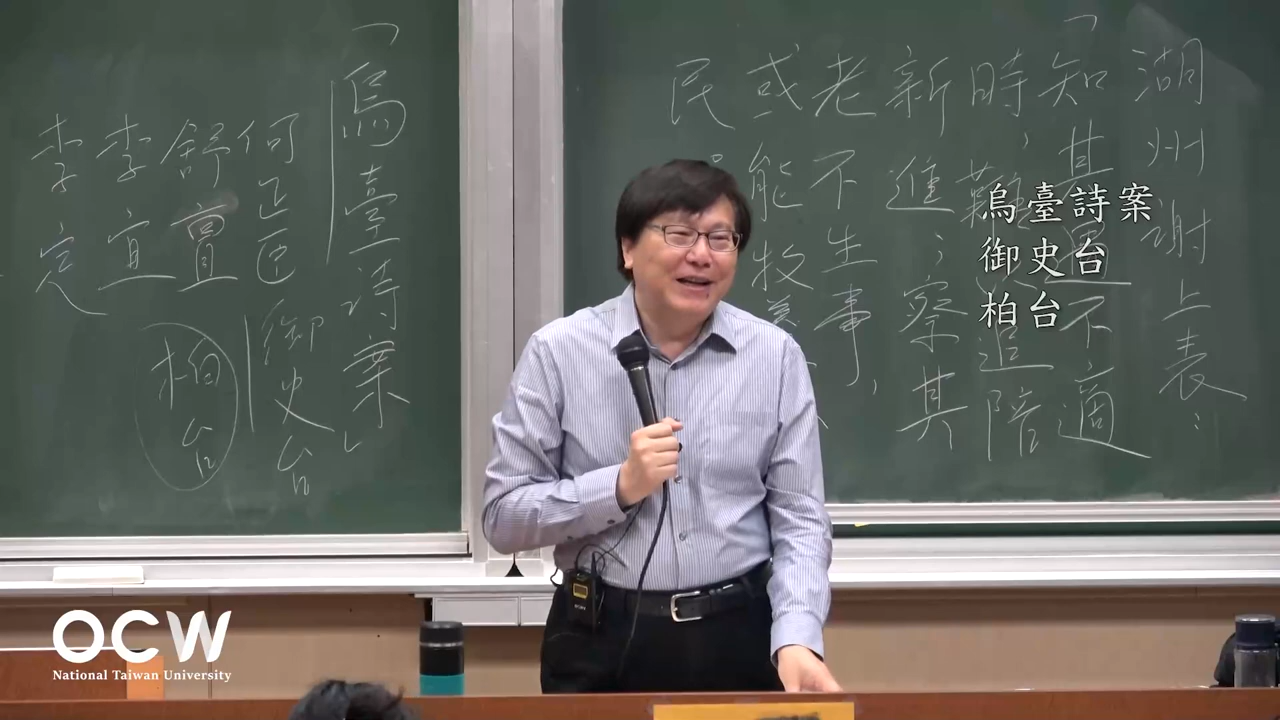 湖州謝上表：
「知其愚不適
時，難以追陪
新進；察其
老不生事，
或能牧養
民。
「烏臺詩案」
御史台
何正臣
舒亶
柏台
李宜
李定
烏臺詩案
御史台
柏台
OCW
National Taiwan University